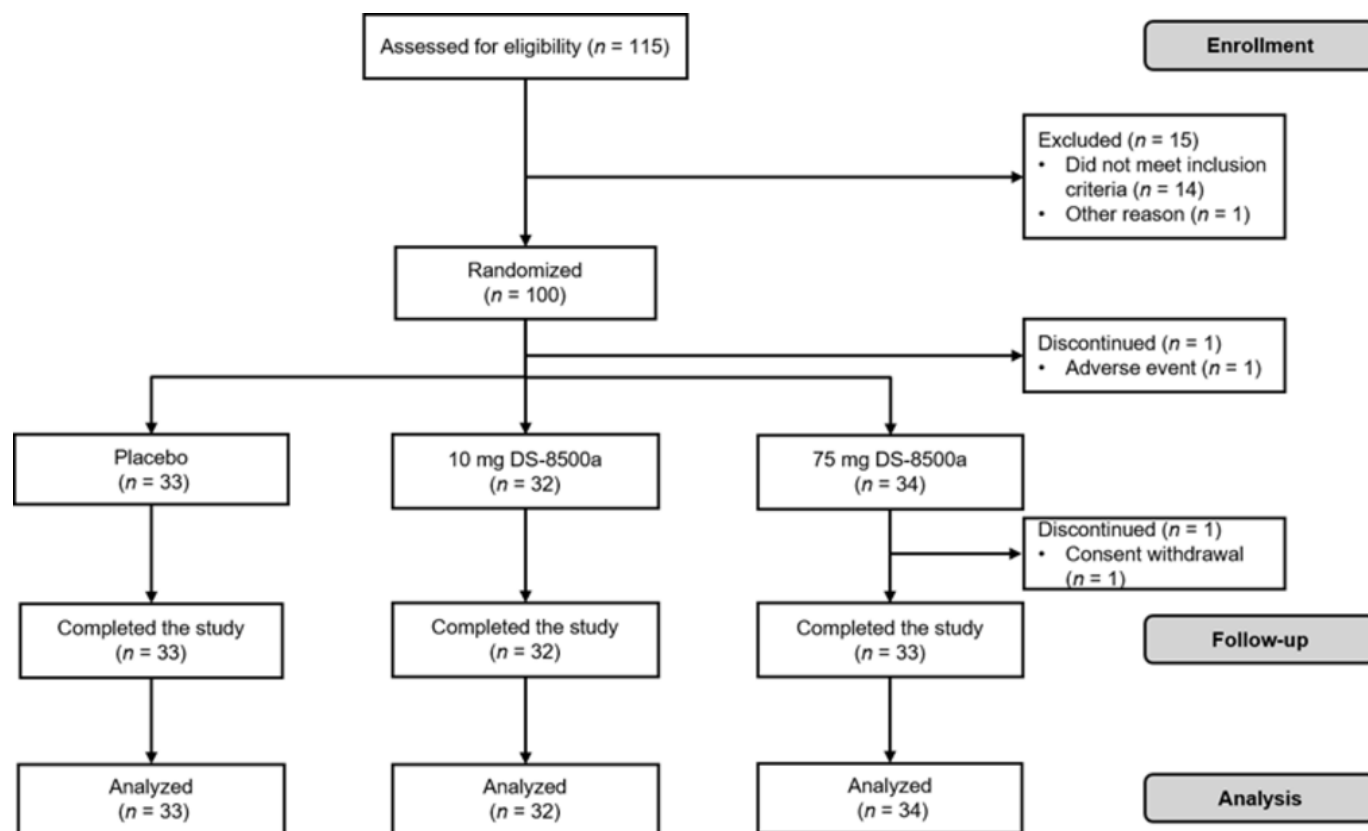 Assessed for eligibility (n = 115)
Enrollment
Excluded (n = 15)
• Did not meet inclusion
criteria (n = 14)
• Other reason (n = 1)
Randomized
(n = 100)
Discontinued (n = 1)
• Adverse event (n = 1)
Placebo
(n = 33)
10 mg DS-8500a
(n = 32)
75 mg DS-8500a
(n = 34)
Discontinued (n = 1)
• Consent withdrawal
(n = 1)
Completed the study
(n = 33)
Completed the study
(n = 32)
Completed the study
(n = 33)
Follow-up
Analyzed
(n = 33)
Analyzed
(n = 32)
Analyzed
(n = 34)
Analysis